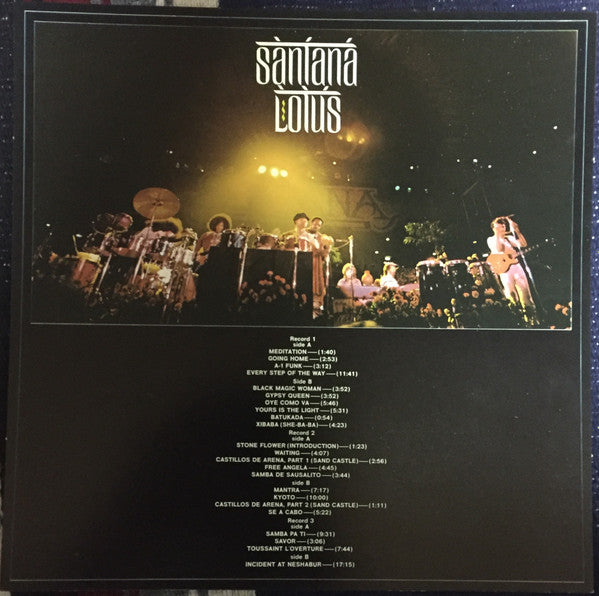 Sàntaná
Lotus
Record 1
side A
MEDITATION—(1:40)
GOING HOME—(2:53)
A-1 FUNK—(3:12)
EVERY STEP OF THE WAY—(11:41)
Side B
BLACK MAGIC WOMAN—(3:52)
GYPSY QUEEN—(3:52)
OYE COMO VA—(5:46)
YOURS IS THE LIGHT—(5:31)
BATUKADA—(0:54)
XIBABA (SHE-BA-BA)—(4:23)
Record 2
side A
STONE FLOWER (INTRODUCTION)—(1:23)
WAITING—(4:07)
CASTILLOS DE ARENA, PART 1 (SAND CASTLE)—(2:56)
FREE ANGELA—(4:45)
SAMBA DE SAUSALITO—(3:44)
side B
MANTRA—(7:17)
KYOTO—(10:00)
CASTILLOS DE ARENA, PART 2 (SAND CASTLE)—(1:11)
SE A CABO—(5:22)
Record 3
side A
SAMBA PA TI—(9:31)
SAVOR—(3:06)
TOUSSAINT L'OVERTURE—(7:44)
side B
INCIDENT AT NESHABUR—(17:15)